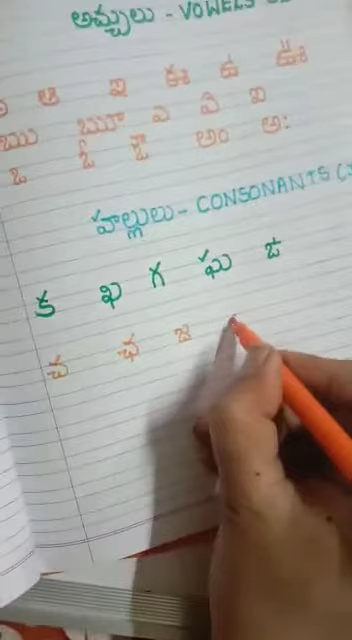 అచ్చులు - VOWELS
ఆ ఇ ఈ ఉ ఊ
ఋ ౠ ఎ ఏ ఐ
ఒ ఓ ఔ అం అః
హల్లులు - CONSONANTS (
క ఖ గ ఘ ఙ
చ ఛ జ